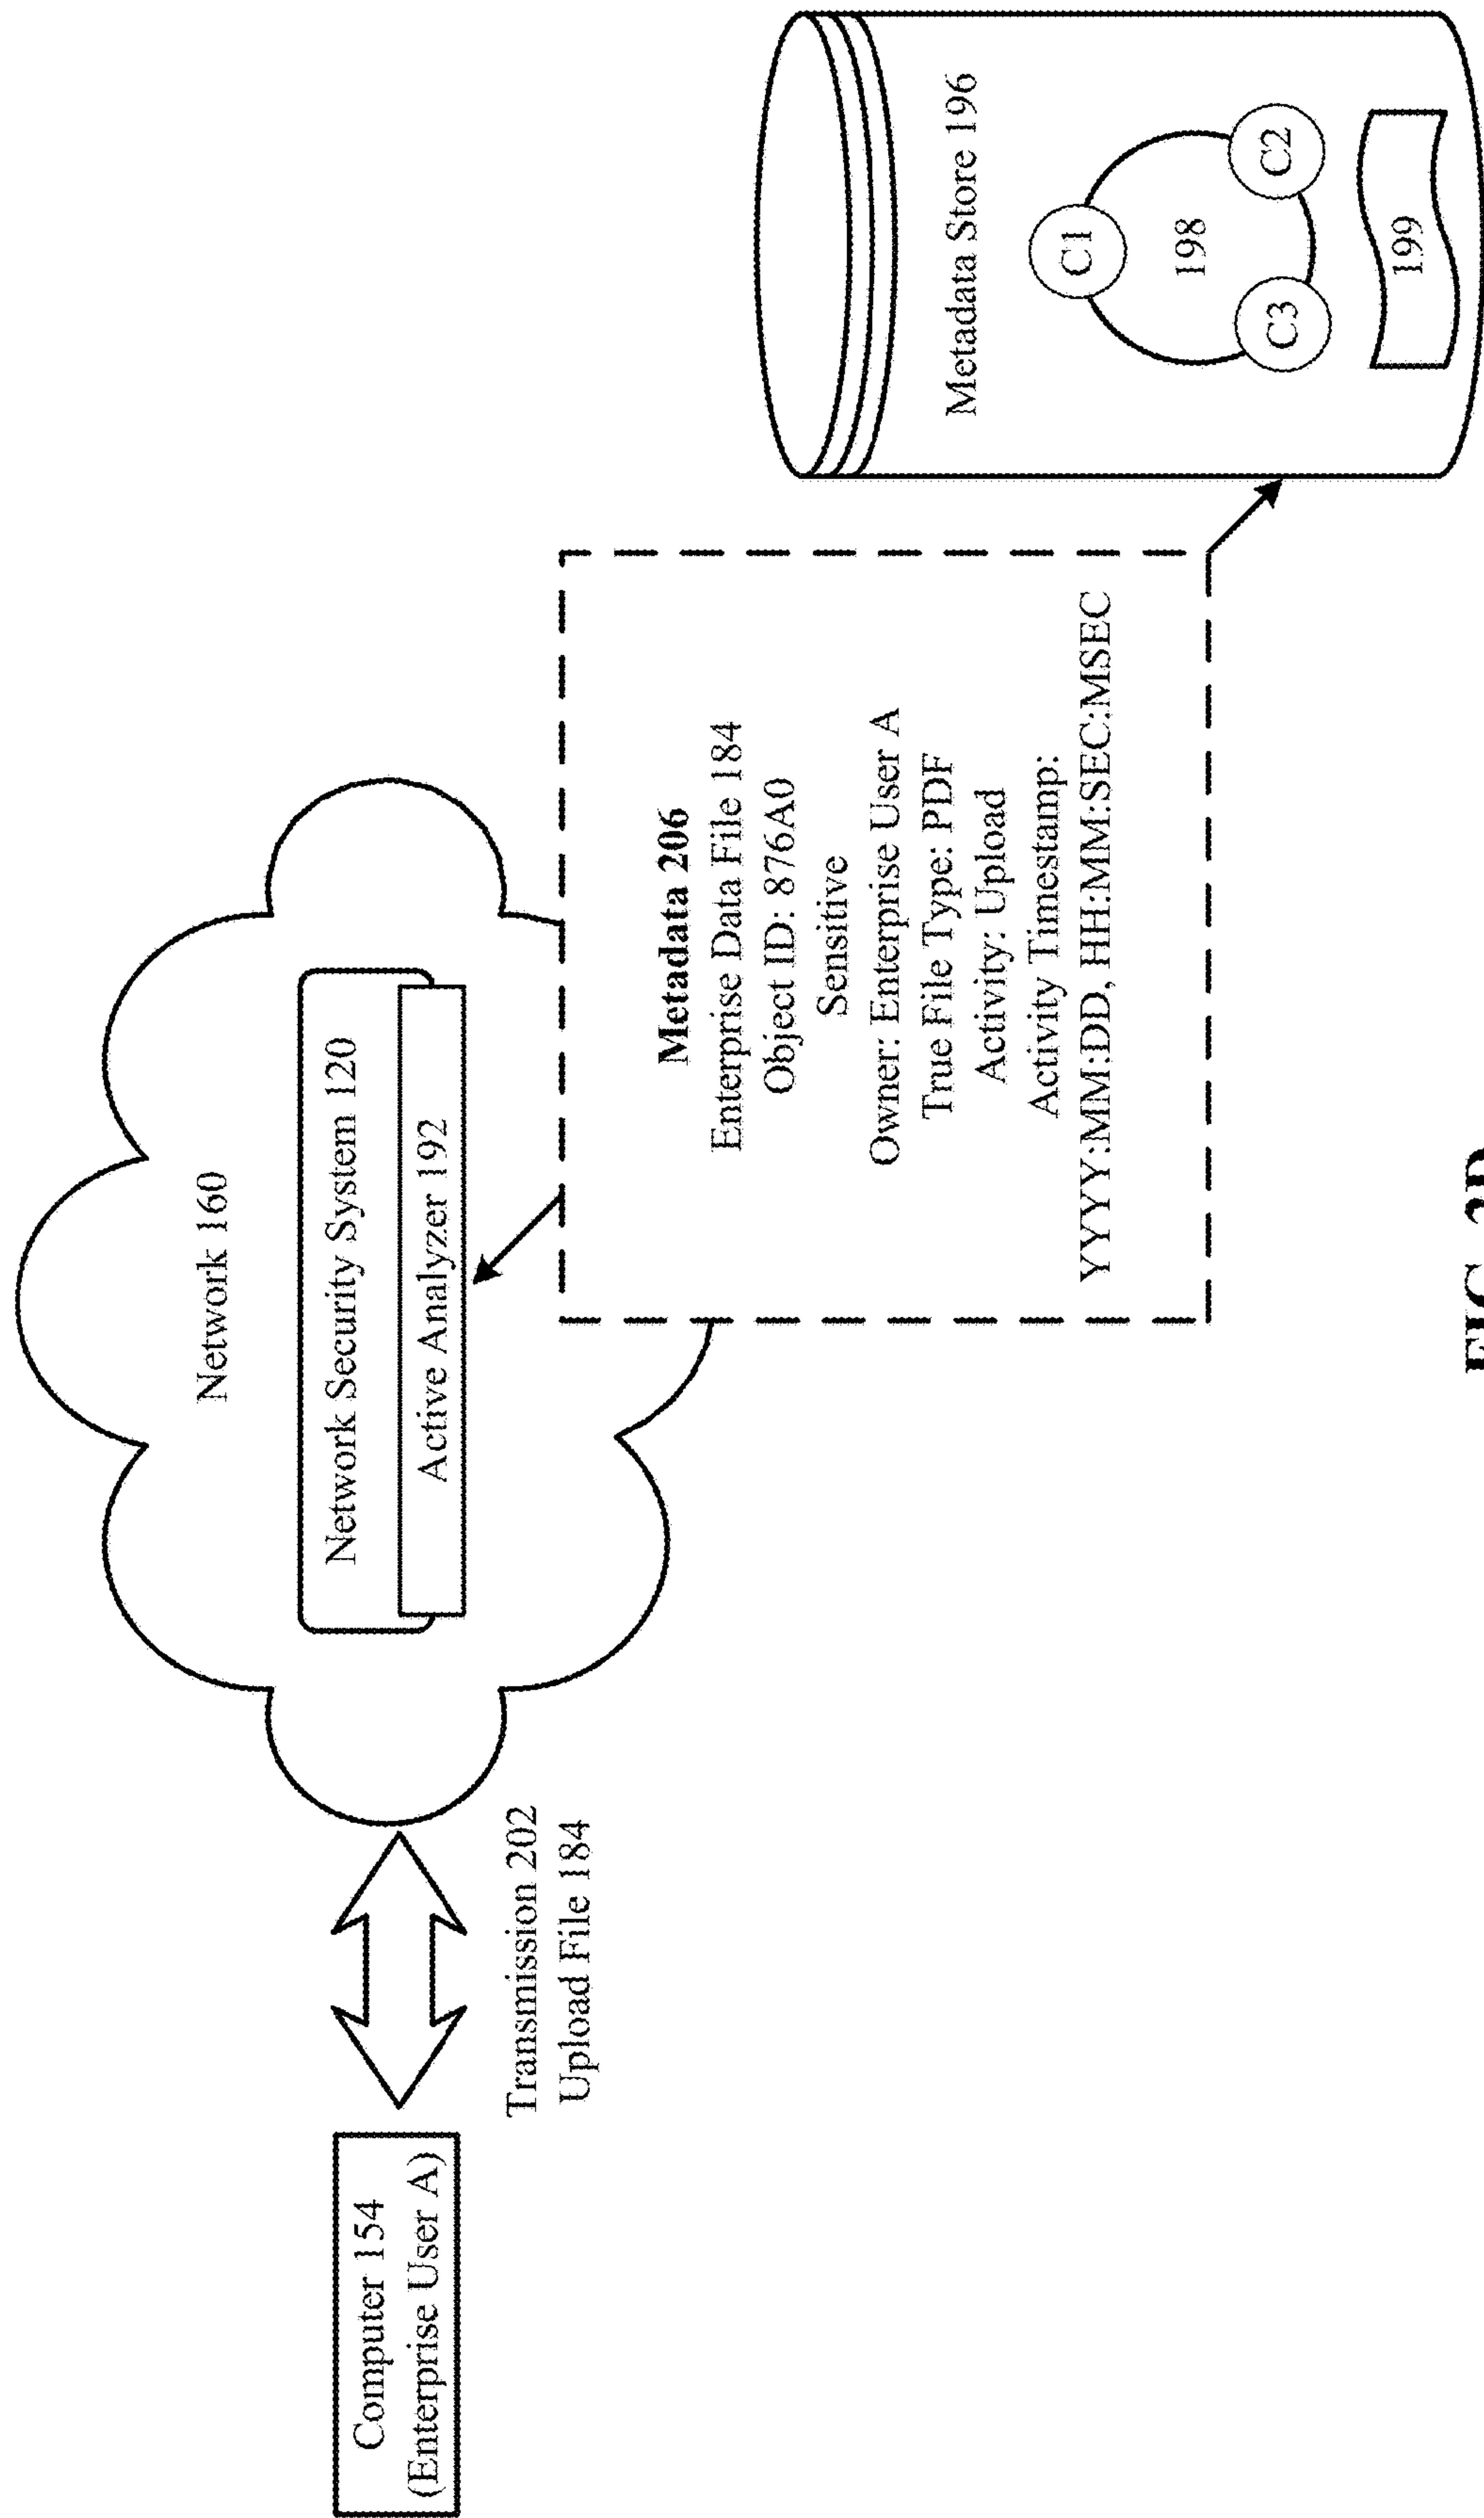 Network 160
Computer 154
(Enterprise User A)
Network Security System 120
Active Analyzer 192
Transmission 202
Upload File 184
Metadata 206
Enterprise Data File 184
Object ID: 876A0
Sensitive
Owner: Enterprise User A
True File Type: PDF
Activity: Upload
Activity Timestamp:
YYYY:MM:DD, HH:MM:SEC:MSEC
Metadata Store 196
C1
198
C3
C2
199
FIG.